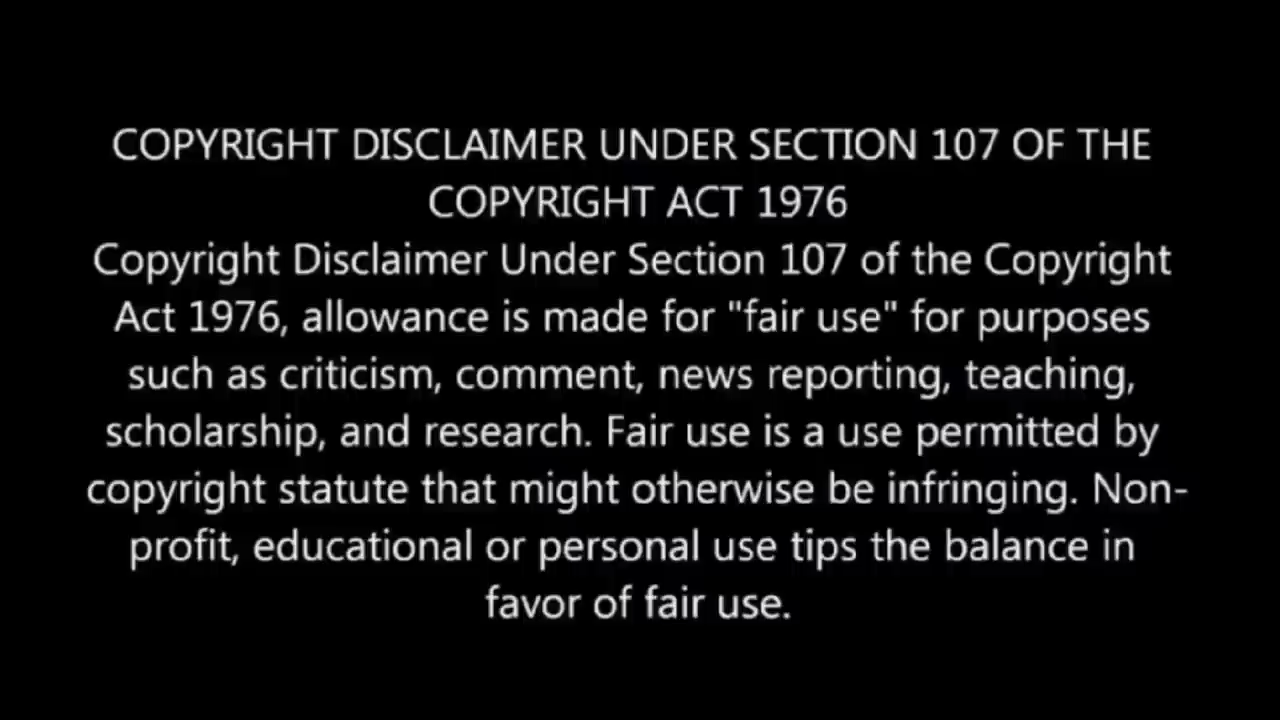 COPYRIGHT DISCLAIMER UNDER SECTION 107 OF THE
COPYRIGHT ACT 1976
Copyright Disclaimer Under Section 107 of the Copyright
Act 1976, allowance is made for "fair use" for purposes
such as criticism, comment, news reporting, teaching,
scholarship, and research. Fair use is a use permitted by
copyright statute that might otherwise be infringing. Non-
profit, educational or personal use tips the balance in
favor of fair use.